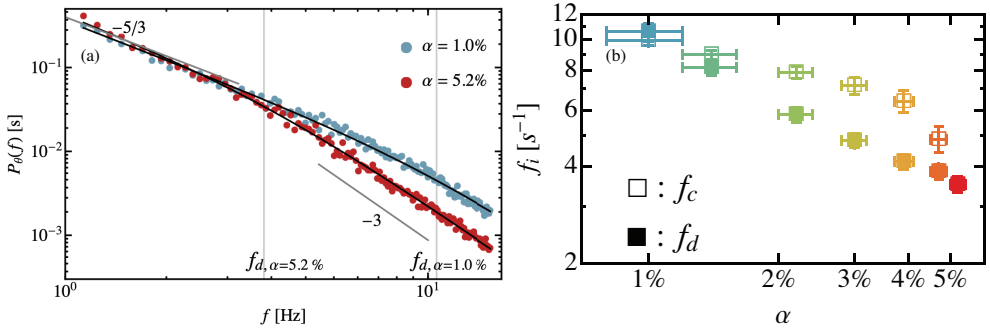 −5/3
(a)
α = 1.0%
α = 5.2%
−3
f_{d, α=5.2 %}
f_{d, α=1.0 %}
10^{-1}
10^{-2}
10^{-3}
P_θ(f) [s]
10^0
10^1
f [Hz]
(b)
12
10
8
6
4
2
f_i [s^{-1}]
□ : f_c
■ : f_d
1%
2%
3%
4%
5%
α